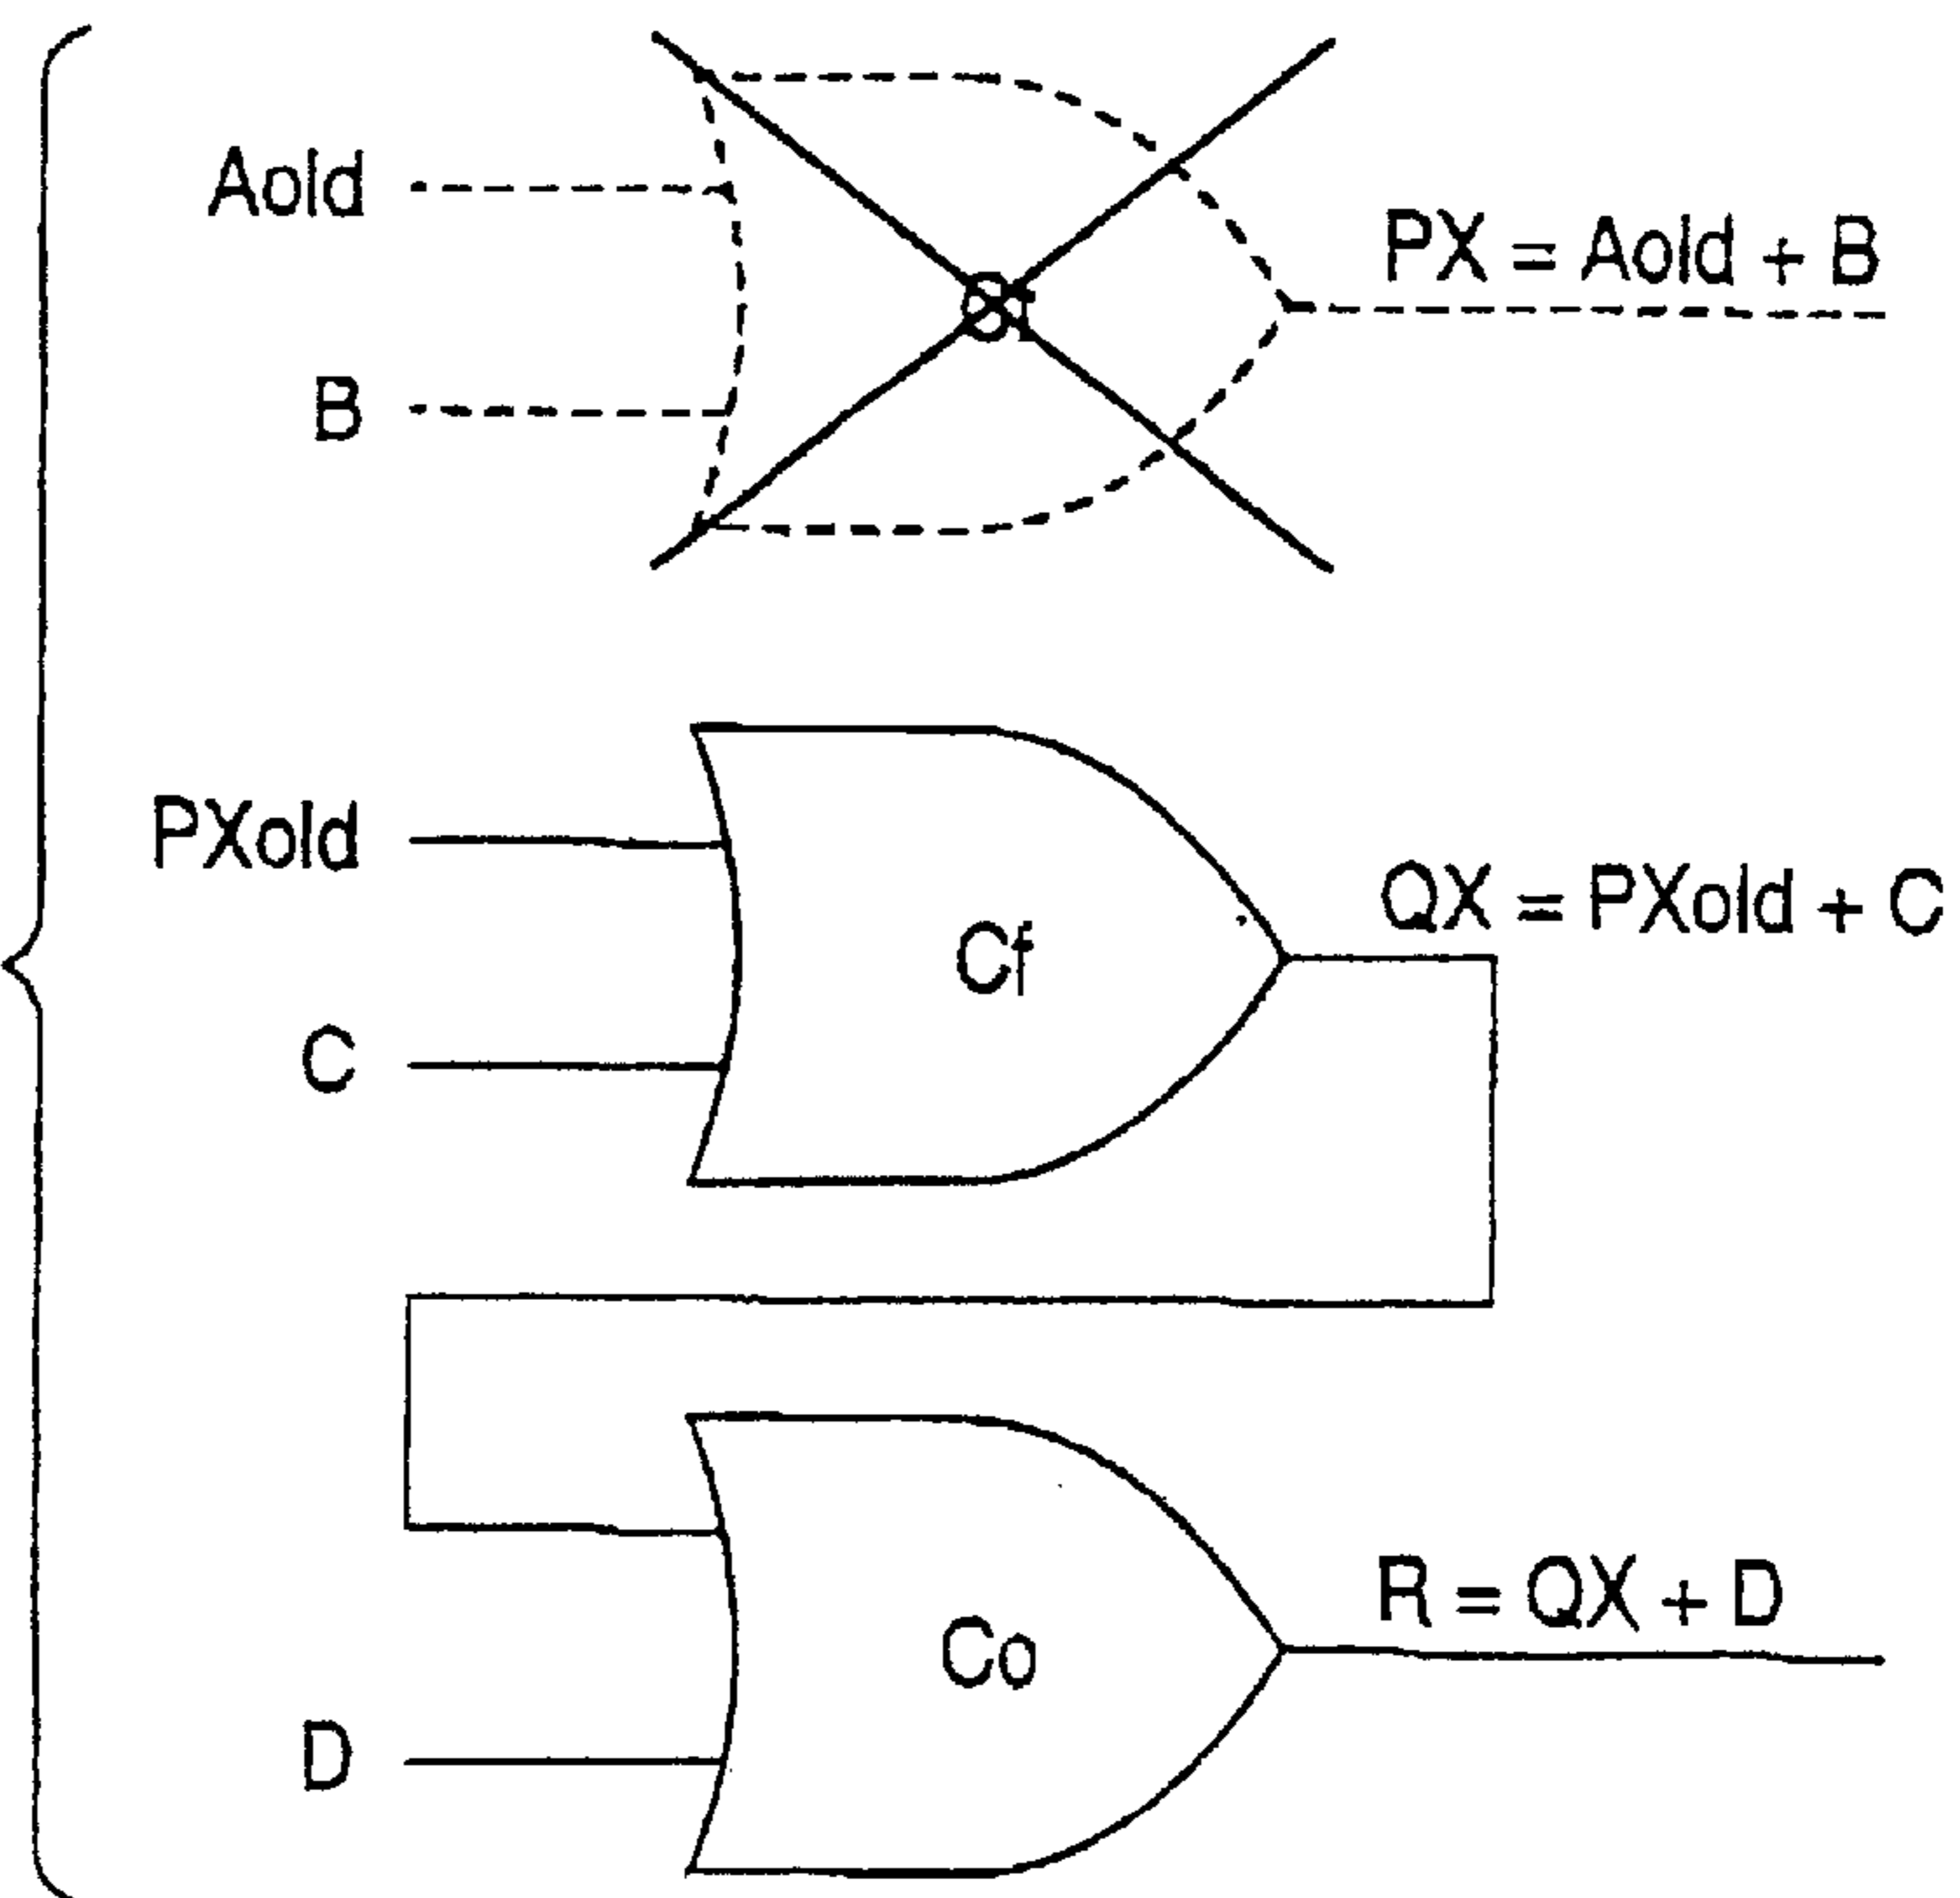 Aold
PX = Aold + B
B
PXold
QX = PXold + C
Cf
C
R = QX + D
Co
D